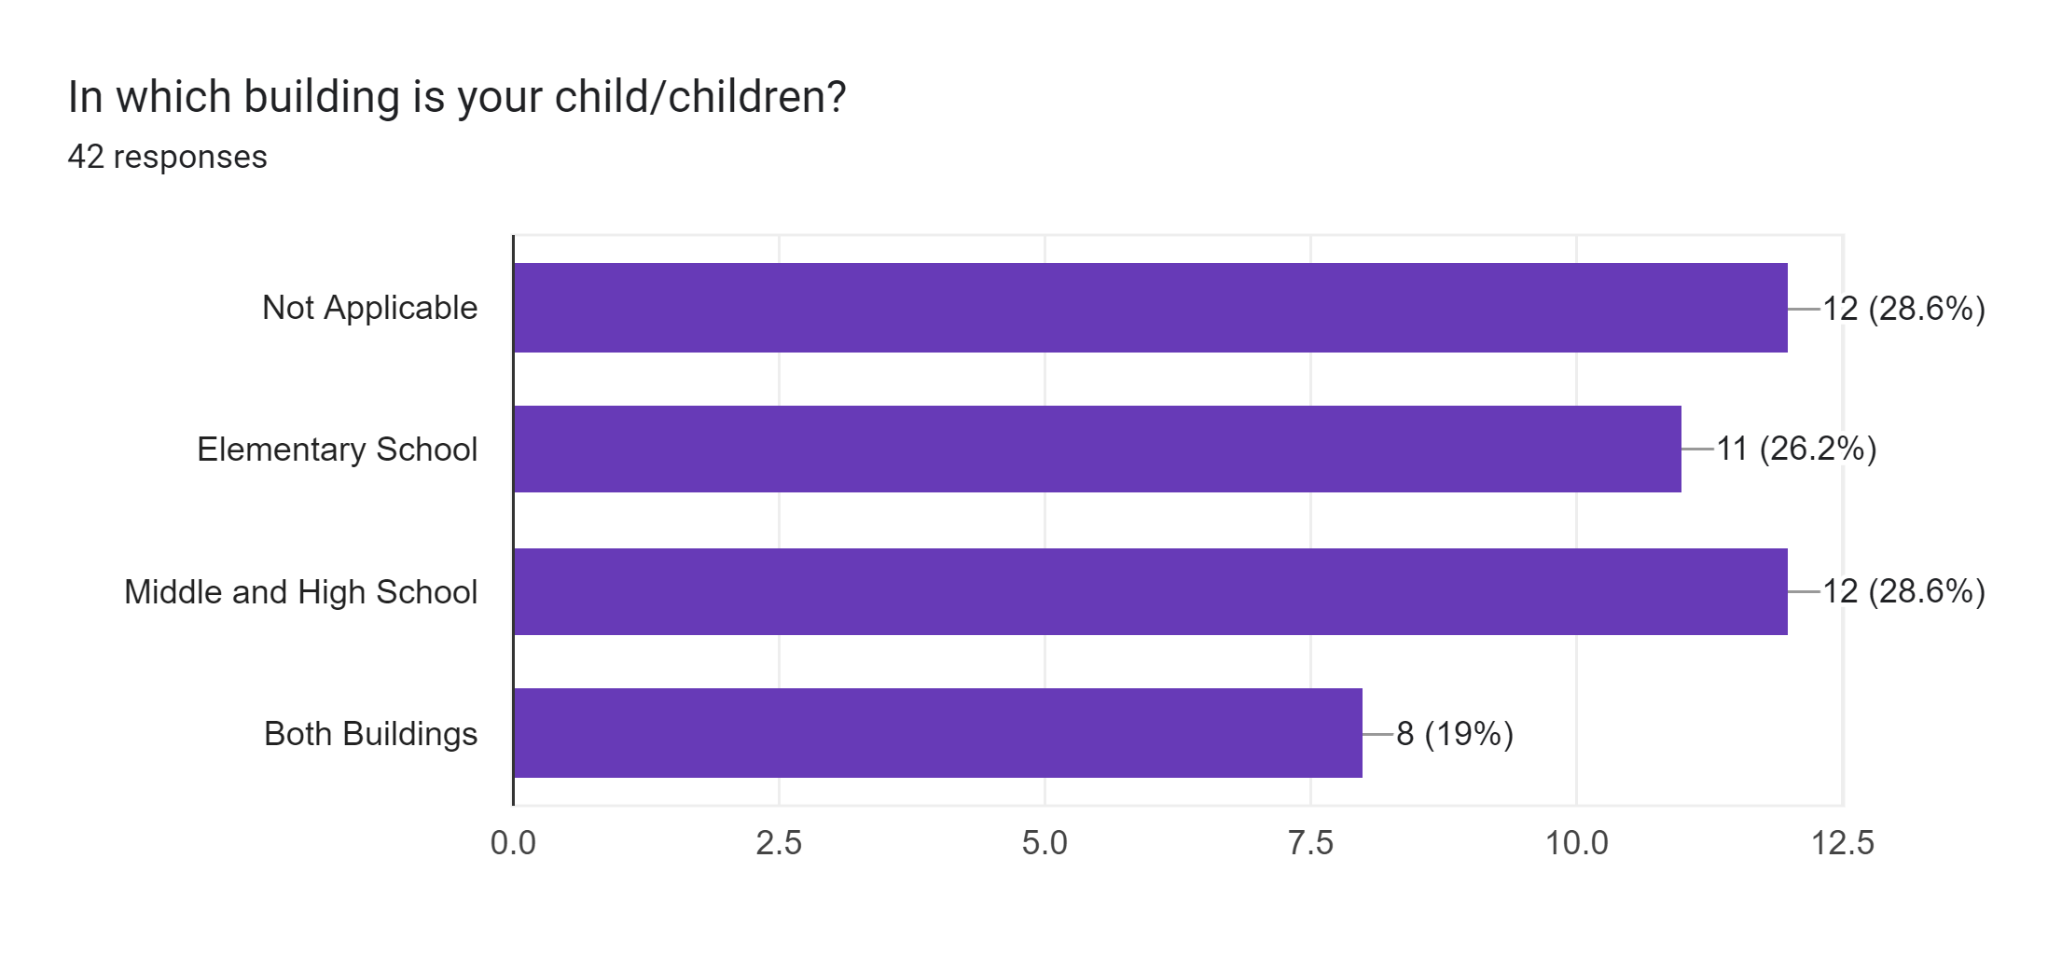 In which building is your child/children?
42 responses
Not Applicable
12 (28.6%)
Elementary School
11 (26.2%)
Middle and High School
12 (28.6%)
Both Buildings
8 (19%)
0.0 2.5 5.0 7.5 10.0 12.5